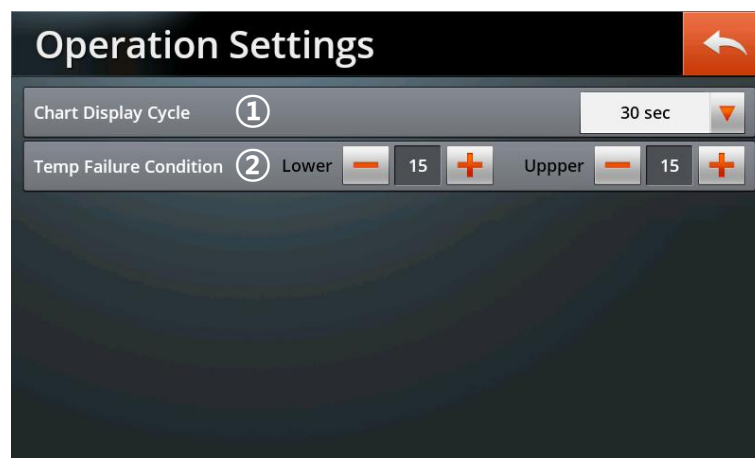 Operation Settings
Chart Display Cycle ① 30 sec
Temp Failure Condition ② Lower 15 Uppper 15